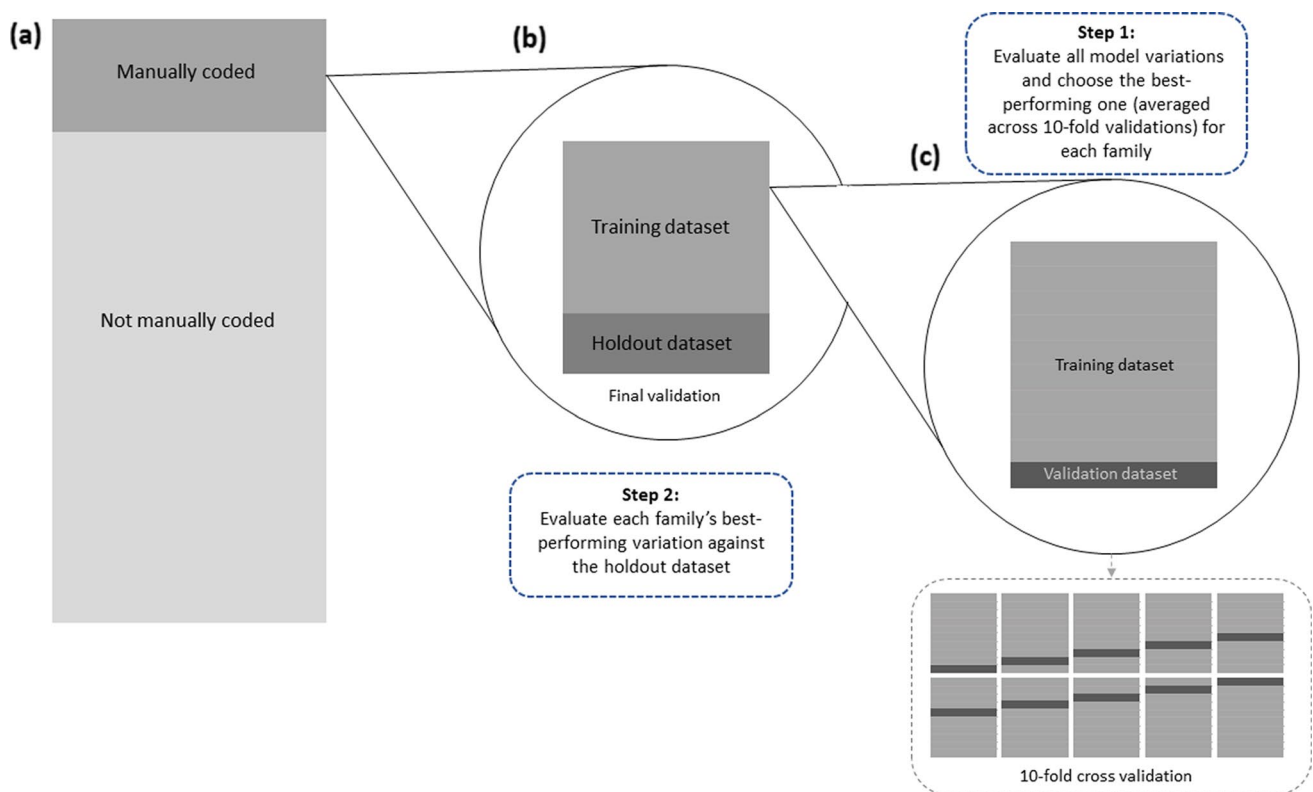 (a)
Manually coded
Not manually coded
(b)
Training dataset
Holdout dataset
Final validation
Step 2:
Evaluate each family’s best-
performing variation against
the holdout dataset
Step 1:
Evaluate all model variations
and choose the best-
performing one (averaged
across 10-fold validations) for
each family
(c)
Training dataset
Validation dataset
10-fold cross validation